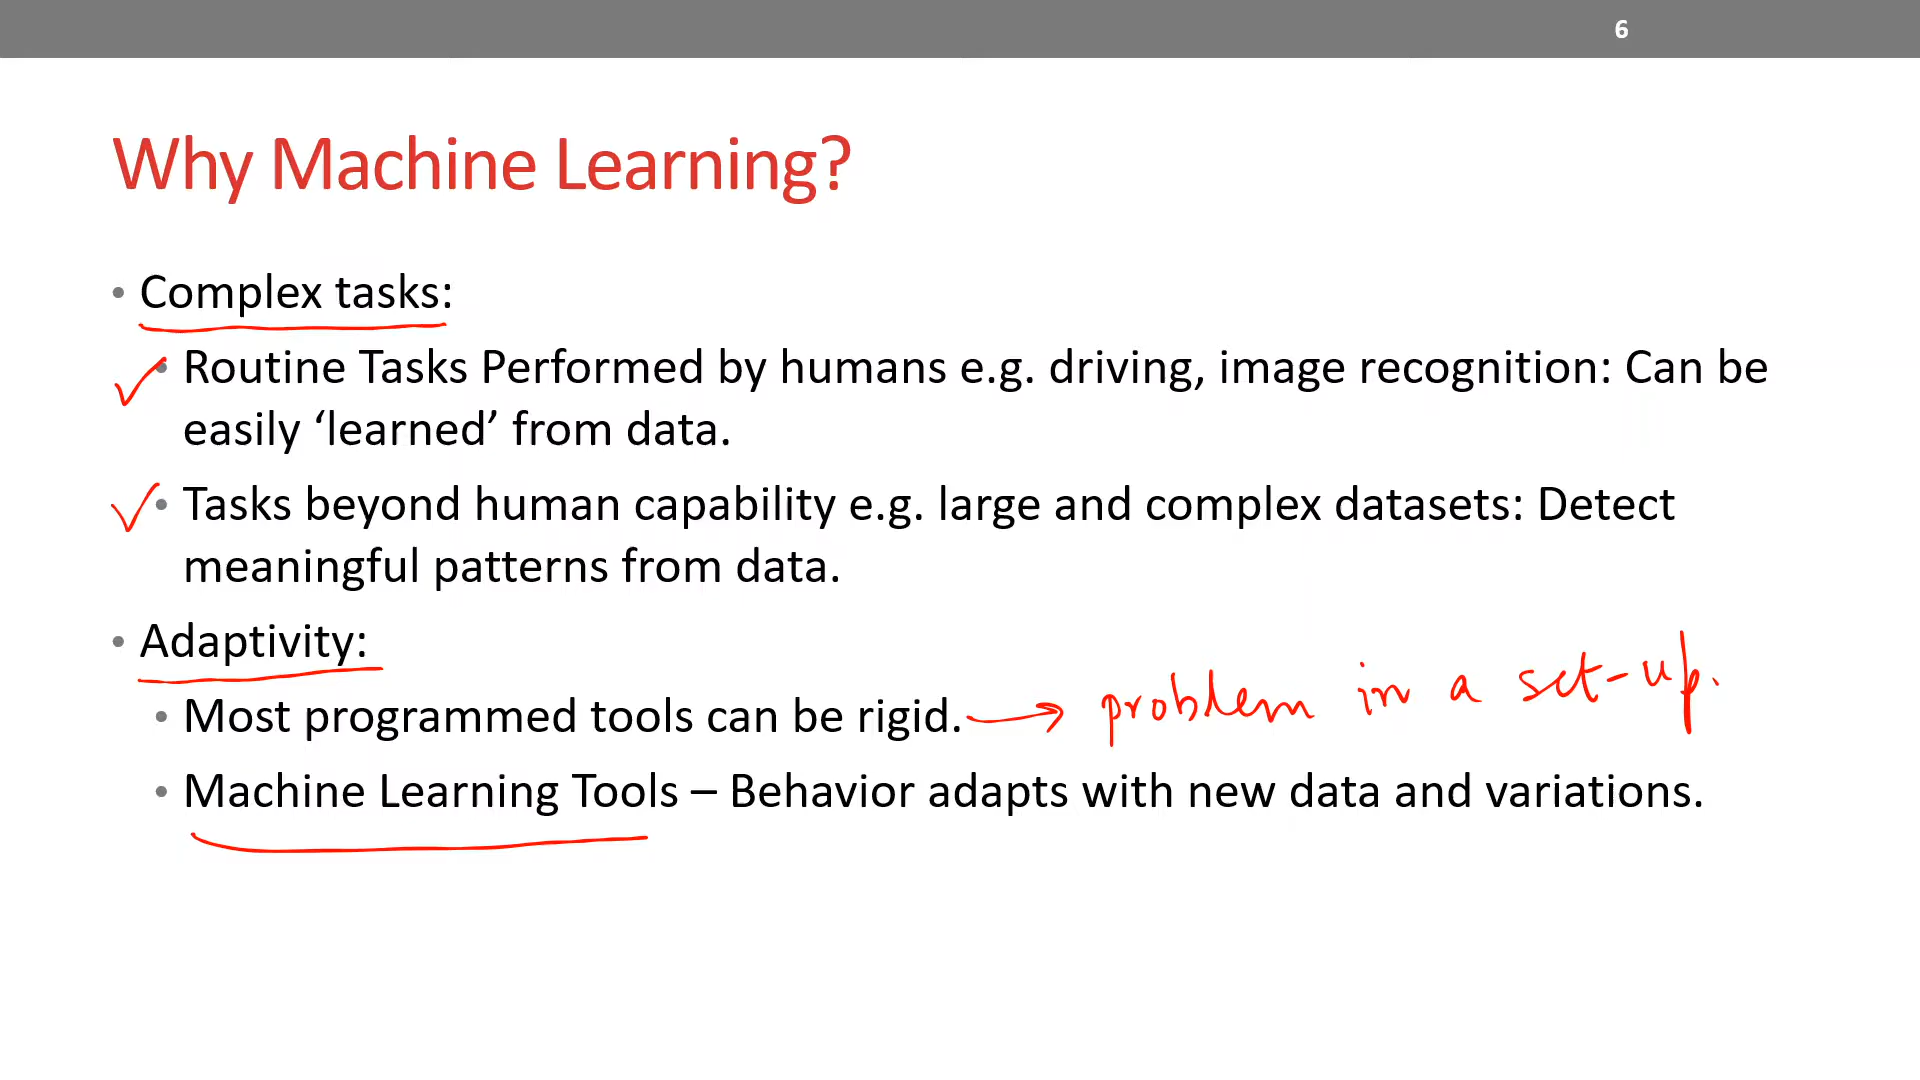 6
Why Machine Learning?
• Complex tasks:
• Routine Tasks Performed by humans e.g. driving, image recognition: Can be
easily ‘learned’ from data.
• Tasks beyond human capability e.g. large and complex datasets: Detect
meaningful patterns from data.
• Adaptivity:
• Most programmed tools can be rigid. → problem in a set-up.
• Machine Learning Tools – Behavior adapts with new data and variations.